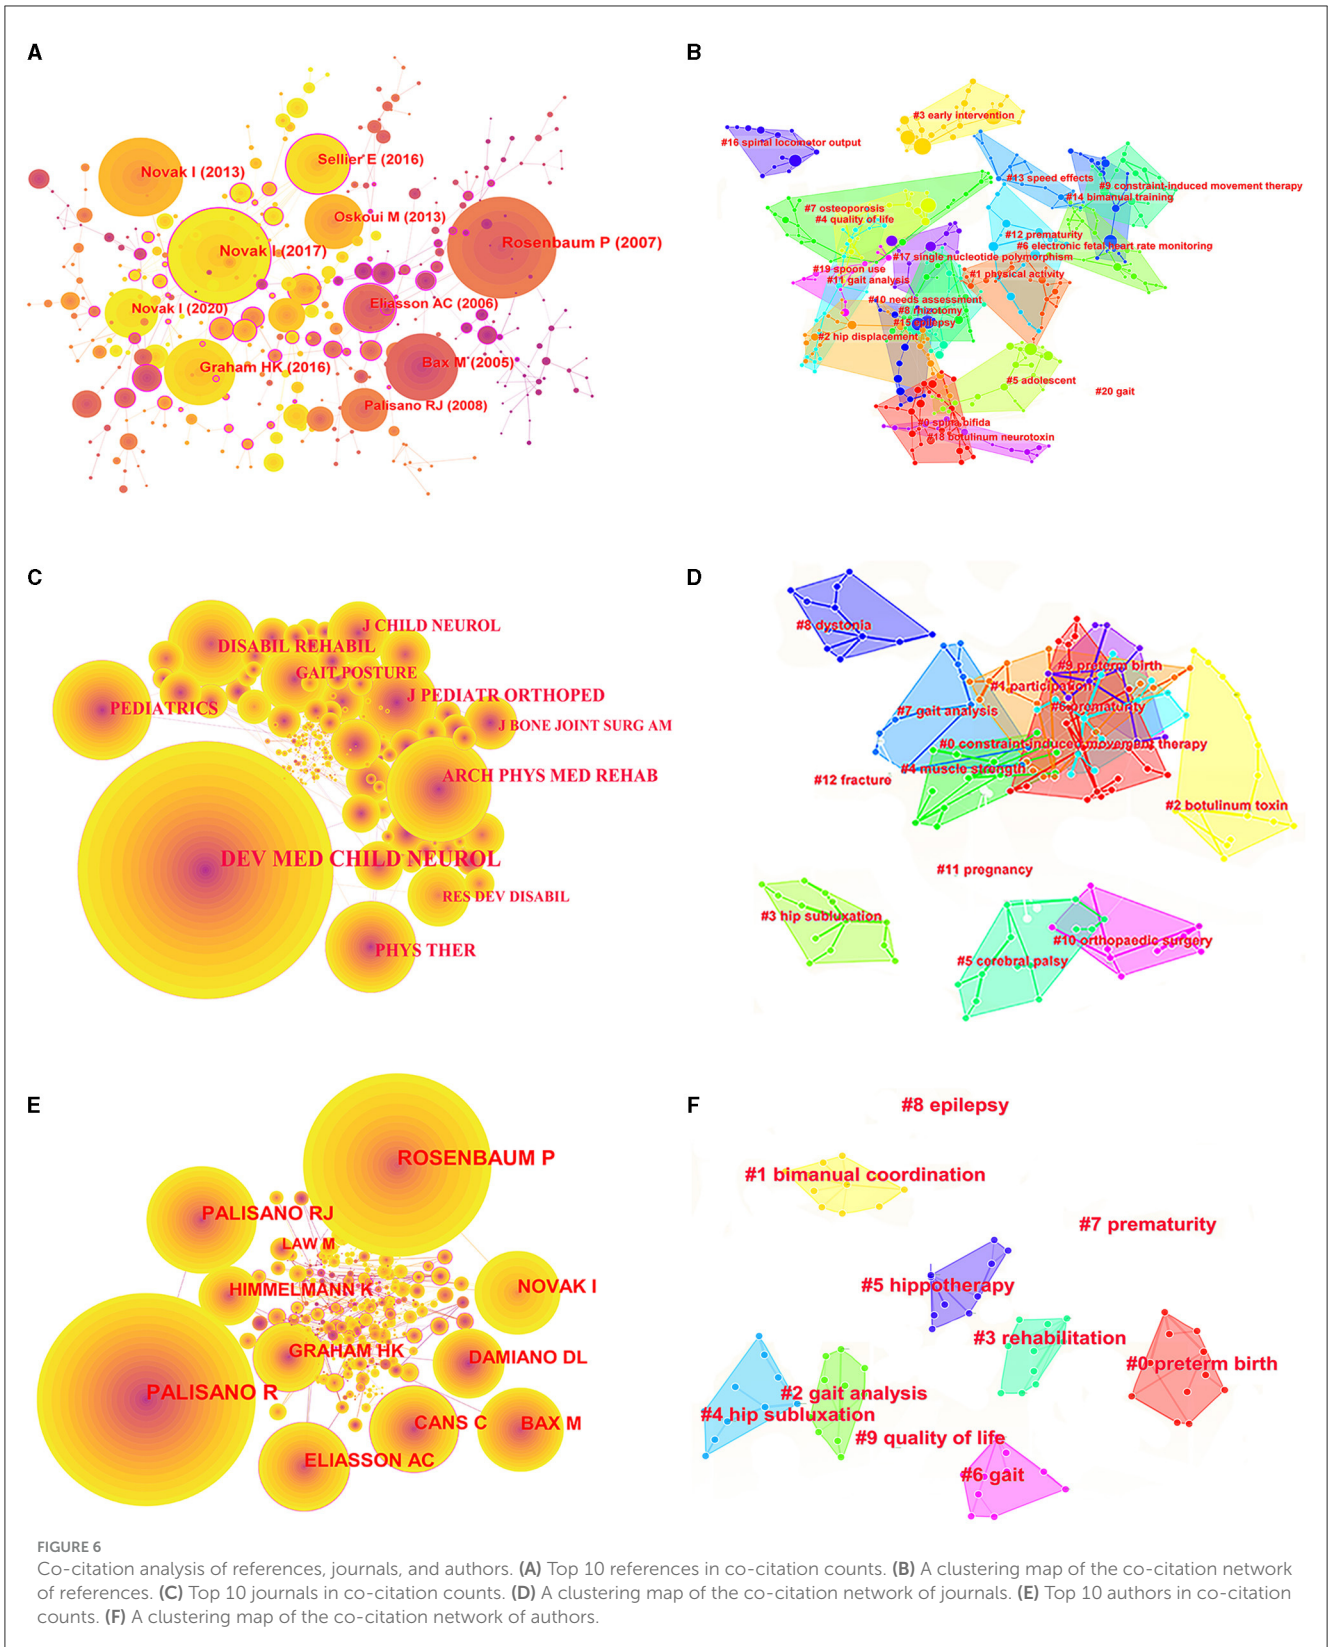 A
Novak I (2013)
Sellier E (2016)
Oskoui M (2013)
Rosenbaum P (2007)
Novak I (2017)
Eliasson AC (2006)
Novak I (2020)
Graham HK (2016)
Bax M (2005)
Palisano RJ (2008)
B
#3 early intervention
#16 spinal locomotor output
#13 speed effects
#9 constraint-induced movement therapy
#14 bimanual training
#7 osteoporosis
#4 quality of life
#12 prematurity
#6 electronic fetal heart rate monitoring
#17 single nucleotide polymorphism
#19 spoon use
#1 physical activity
#11 gait analysis
#10 needs assessment
#8 rhizotomy
#15 epilepsy
#2 hip displacement
#5 adolescent
#20 gait
#0 spina bifida
#18 botulinum neurotoxin
C
J CHILD NEUROL
DISABIL REHABIL
GAIT POSTURE
J PEDIATR ORTHOPED
PEDIATRICS
J BONE JOINT SURG AM
ARCH PHYS MED REHAB
DEV MED CHILD NEUROL
RES DEV DISABIL
PHYS THER
D
#8 dystonia
#9 preterm birth
#1 participation
#6 prematurity
#7 gait analysis
#0 constraint-induced movement therapy
#4 muscle strength
#12 fracture
#2 botulinum toxin
#11 pregnancy
#3 hip subluxation
#10 orthopaedic surgery
#5 cerebral palsy
E
ROSENBAUM P
PALISANO RJ
LAW M
HIMMELMANN K
NOVAK I
GRAHAM HK
DAMIANO DL
PALISANO R
CANS C
BAX M
ELIASSON AC
F
#8 epilepsy
#1 bimanual coordination
#7 prematurity
#5 hippotherapy
#3 rehabilitation
#0 preterm birth
#2 gait analysis
#4 hip subluxation
#9 quality of life
#6 gait
FIGURE 6
Co-citation analysis of references, journals, and authors. (A) Top 10 references in co-citation counts. (B) A clustering map of the co-citation network
of references. (C) Top 10 journals in co-citation counts. (D) A clustering map of the co-citation network of journals. (E) Top 10 authors in co-citation
counts. (F) A clustering map of the co-citation network of authors.